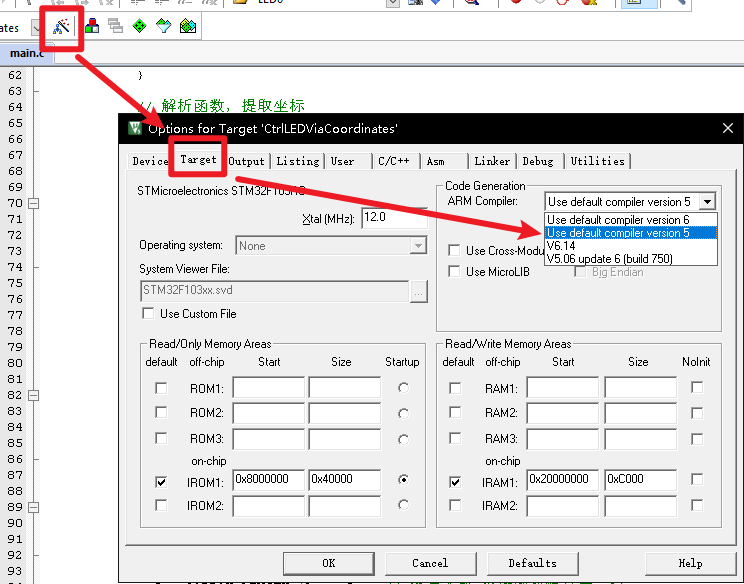 ates
main.c
62 }
63
64 // 解析函数，提取坐标
65
66
67
68
69
70
71
72
73
74
75
76
77
78
79
80
81
82
83
84
85
86
87
88
89
90
91
92
93
Options for Target 'CtrlLEDViaCoordinates'
Device Target Output Listing User C/C++ Asm Linker Debug Utilities
STMicroelectronics
Xtal (MHz): 12.0
Operating system: None
System Viewer File:
STM32F103xx.svd
...
Use Custom File
Code Generation
ARM Compiler: Use default compiler version 5
Use default compiler version 6
Use default compiler version 5
V6.14
V5.06 update 6 (build 750)
Use Cross-Modu
Use MicroLIB Big Endian
Read/Only Memory Areas
default off-chip Start Size Startup
ROM1:
ROM2:
ROM3:
on-chip
IROM1: 0x8000000 0x40000
IROM2:
Read/Write Memory Areas
default off-chip Start Size NoInit
RAM1:
RAM2:
RAM3:
on-chip
IRAM1: 0x20000000 0xC000
IRAM2:
OK Cancel Defaults Help